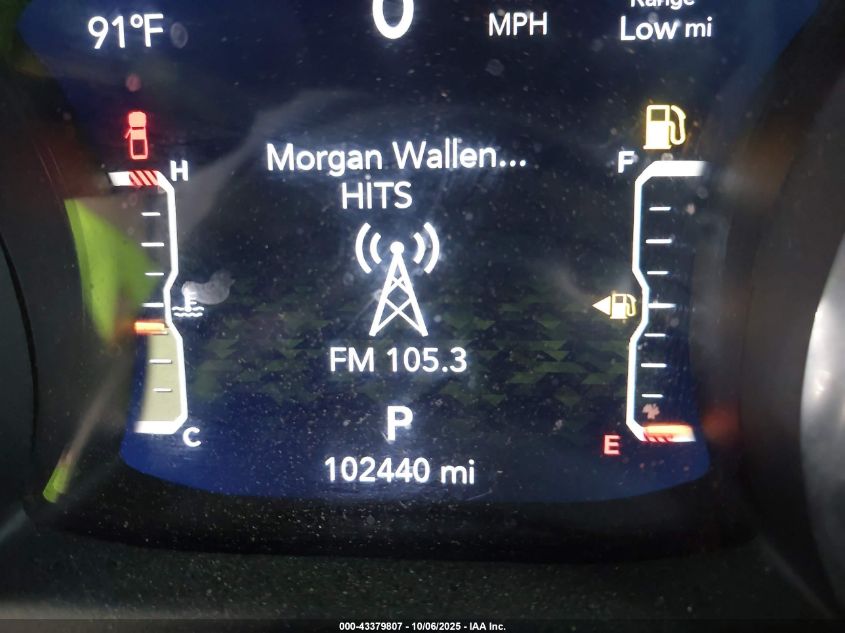 0
Range
91°F
MPH
Low mi
H
F
Morgan Wallen...
HITS
FM 105.3
P
C
E
102440 mi
000-43379807 - 10/06/2025 - IAA Inc.